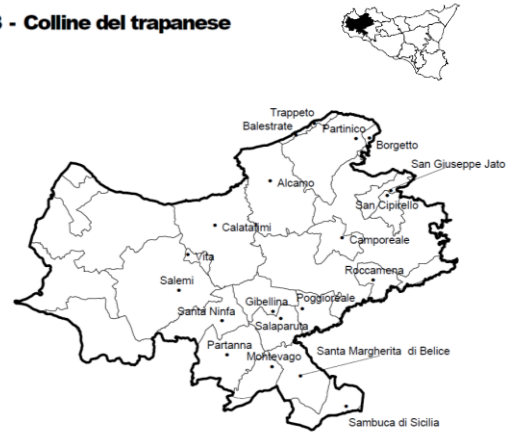 - Colline del trapanese
Trappeto
Balestrate
Partinico
Borgetto
San Giuseppe Jato
Alcamo
San Cipirello
Calatafimi
Camporeale
Vita
Roccamena
Salemi
Gibellina
Poggioreale
Santa Ninfa
Salaparuta
Partanna
Montevago
Santa Margherita di Belice
Sambuca di Sicilia